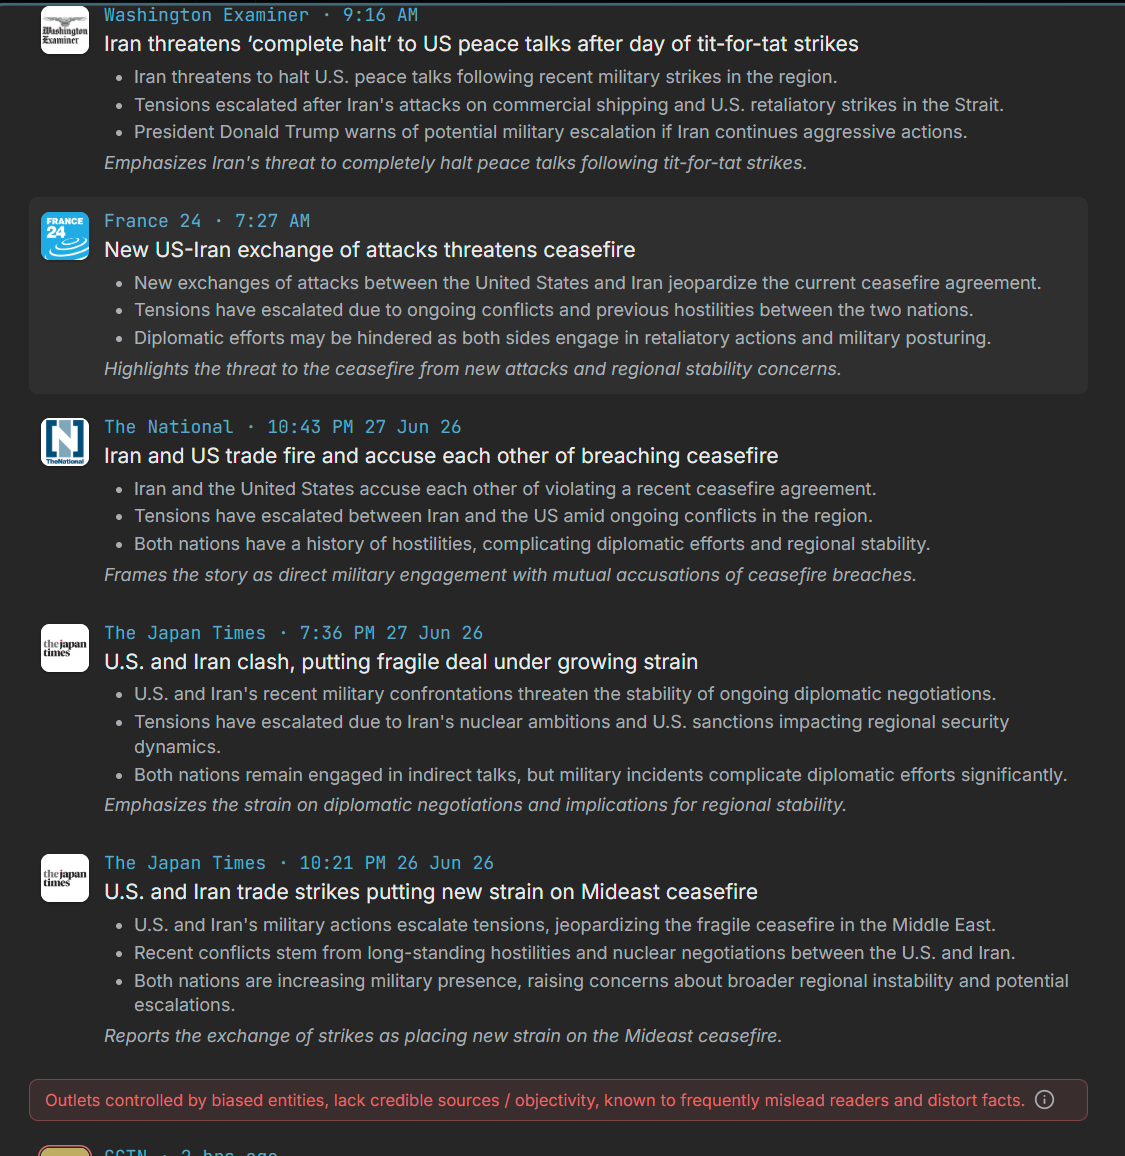 Washington Examiner · 9:16 AM
Washington
Examiner
Iran threatens ‘complete halt’ to US peace talks after day of tit-for-tat strikes
• Iran threatens to halt U.S. peace talks following recent military strikes in the region.
• Tensions escalated after Iran's attacks on commercial shipping and U.S. retaliatory strikes in the Strait.
• President Donald Trump warns of potential military escalation if Iran continues aggressive actions.
Emphasizes Iran's threat to completely halt peace talks following tit-for-tat strikes.
FRANCE
24
France 24 · 7:27 AM
New US-Iran exchange of attacks threatens ceasefire
• New exchanges of attacks between the United States and Iran jeopardize the current ceasefire agreement.
• Tensions have escalated due to ongoing conflicts and previous hostilities between the two nations.
• Diplomatic efforts may be hindered as both sides engage in retaliatory actions and military posturing.
Highlights the threat to the ceasefire from new attacks and regional stability concerns.
N
TheNational
The National · 10:43 PM 27 Jun 26
Iran and US trade fire and accuse each other of breaching ceasefire
• Iran and the United States accuse each other of violating a recent ceasefire agreement.
• Tensions have escalated between Iran and the US amid ongoing conflicts in the region.
• Both nations have a history of hostilities, complicating diplomatic efforts and regional stability.
Frames the story as direct military engagement with mutual accusations of ceasefire breaches.
the japan
times
The Japan Times · 7:36 PM 27 Jun 26
U.S. and Iran clash, putting fragile deal under growing strain
• U.S. and Iran's recent military confrontations threaten the stability of ongoing diplomatic negotiations.
• Tensions have escalated due to Iran's nuclear ambitions and U.S. sanctions impacting regional security
dynamics.
• Both nations remain engaged in indirect talks, but military incidents complicate diplomatic efforts significantly.
Emphasizes the strain on diplomatic negotiations and implications for regional stability.
the japan
times
The Japan Times · 10:21 PM 26 Jun 26
U.S. and Iran trade strikes putting new strain on Mideast ceasefire
• U.S. and Iran's military actions escalate tensions, jeopardizing the fragile ceasefire in the Middle East.
• Recent conflicts stem from long-standing hostilities and nuclear negotiations between the U.S. and Iran.
• Both nations are increasing military presence, raising concerns about broader regional instability and potential
escalations.
Reports the exchange of strikes as placing new strain on the Mideast ceasefire.
Outlets controlled by biased entities, lack credible sources / objectivity, known to frequently mislead readers and distort facts.
CGTN · 2 hrs ago